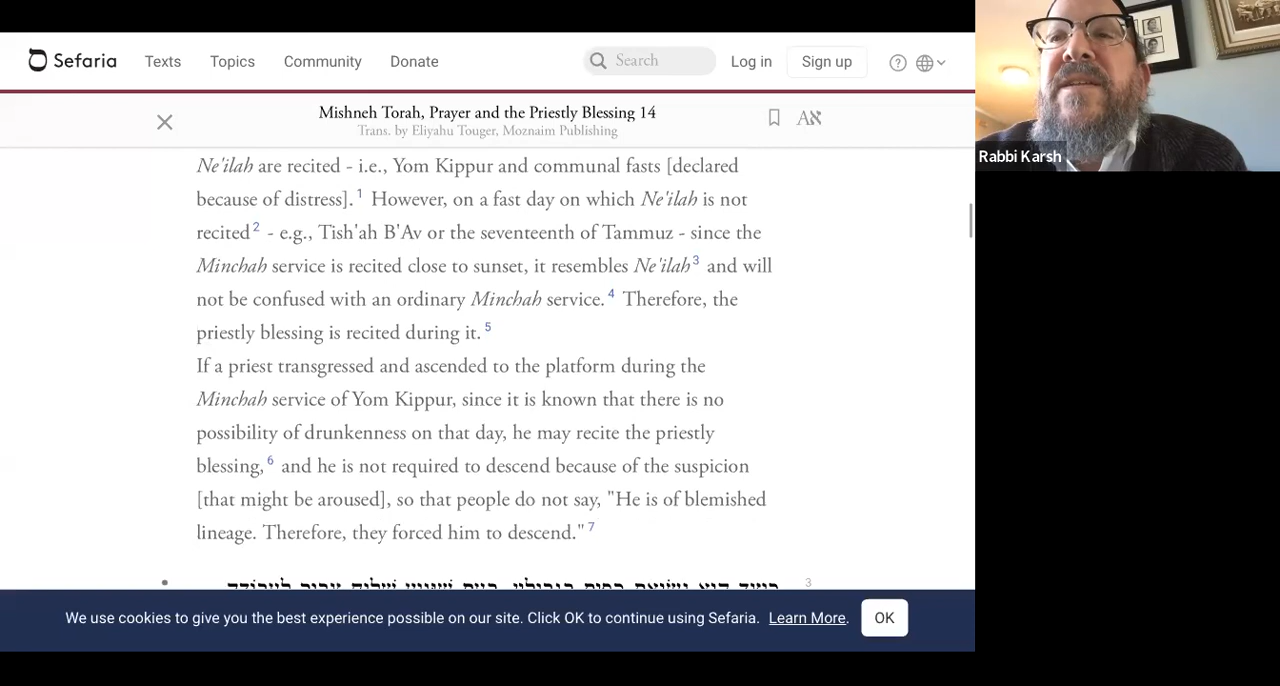 Sefaria Texts Topics Community Donate Search Log in Sign up
Mishneh Torah, Prayer and the Priestly Blessing 14
Trans. by Eliyahu Touger, Moznaim Publishing
Aא
Ne'ilah are recited - i.e., Yom Kippur and communal fasts [declared
because of distress]. 1 However, on a fast day on which Ne'ilah is not
recited 2 - e.g., Tish'ah B'Av or the seventeenth of Tammuz - since the
Minchah service is recited close to sunset, it resembles Ne'ilah 3 and will
not be confused with an ordinary Minchah service. 4 Therefore, the
priestly blessing is recited during it. 5
If a priest transgressed and ascended to the platform during the
Minchah service of Yom Kippur, since it is known that there is no
possibility of drunkenness on that day, he may recite the priestly
blessing, 6 and he is not required to descend because of the suspicion
[that might be aroused], so that people do not say, "He is of blemished
lineage. Therefore, they forced him to descend." 7
3
We use cookies to give you the best experience possible on our site. Click OK to continue using Sefaria. Learn More. OK
Rabbi Karsh